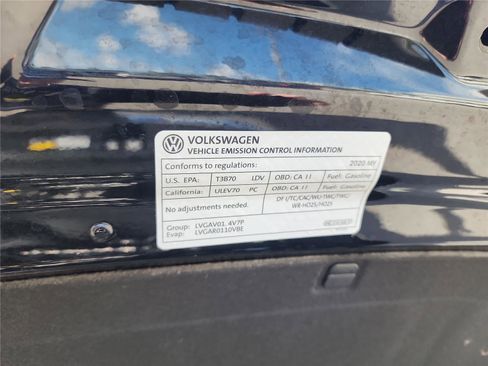 VOLKSWAGEN
VEHICLE EMISSION CONTROL INFORMATION
Conforms to regulations: 2020 MY
U.S. EPA: T3B70 LDV OBD: CA II Fuel: Gasoline
California: ULEV70 PC OBD: CA II Fuel: Gasoline
No adjustments needed. DFI/TC/CAC/WU-TWC/TWC/
WR-HO2S/HO2S
Group: LVGAV01.4V7P
Evap: LVGAR0110VBE